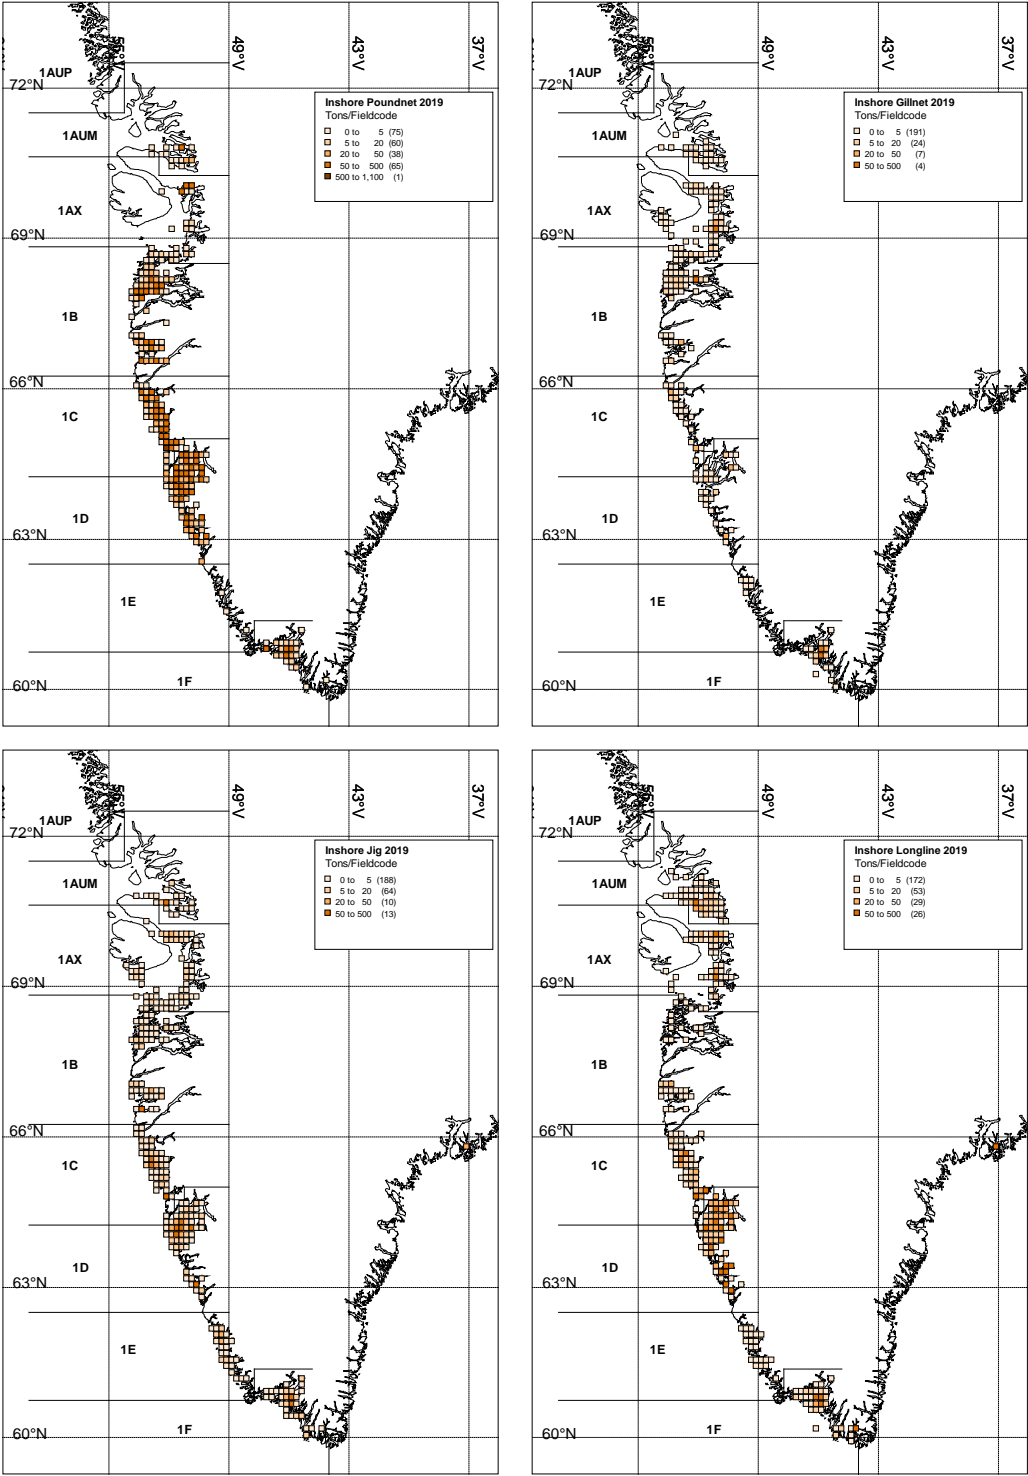 49°V
43°V
37°V
1AUP
72°N
Inshore Poundnet 2019
Tons/Fieldcode
0 to 5 (75)
5 to 20 (60)
20 to 50 (38)
50 to 500 (65)
500 to 1,100 (1)
1AUM
1AX
69°N
1B
66°N
1C
1D
63°N
1E
1F
60°N
49°V
43°V
37°V
1AUP
72°N
Inshore Gillnet 2019
Tons/Fieldcode
0 to 5 (191)
5 to 20 (24)
20 to 50 (7)
50 to 500 (4)
1AUM
1AX
69°N
1B
66°N
1C
1D
63°N
1E
1F
60°N
49°V
43°V
37°V
1AUP
72°N
Inshore Jig 2019
Tons/Fieldcode
0 to 5 (188)
5 to 20 (64)
20 to 50 (10)
50 to 500 (13)
1AUM
1AX
69°N
1B
66°N
1C
1D
63°N
1E
1F
60°N
49°V
43°V
37°V
1AUP
72°N
Inshore Longline 2019
Tons/Fieldcode
0 to 5 (172)
5 to 20 (53)
20 to 50 (29)
50 to 500 (26)
1AUM
1AX
69°N
1B
66°N
1C
1D
63°N
1E
1F
60°N